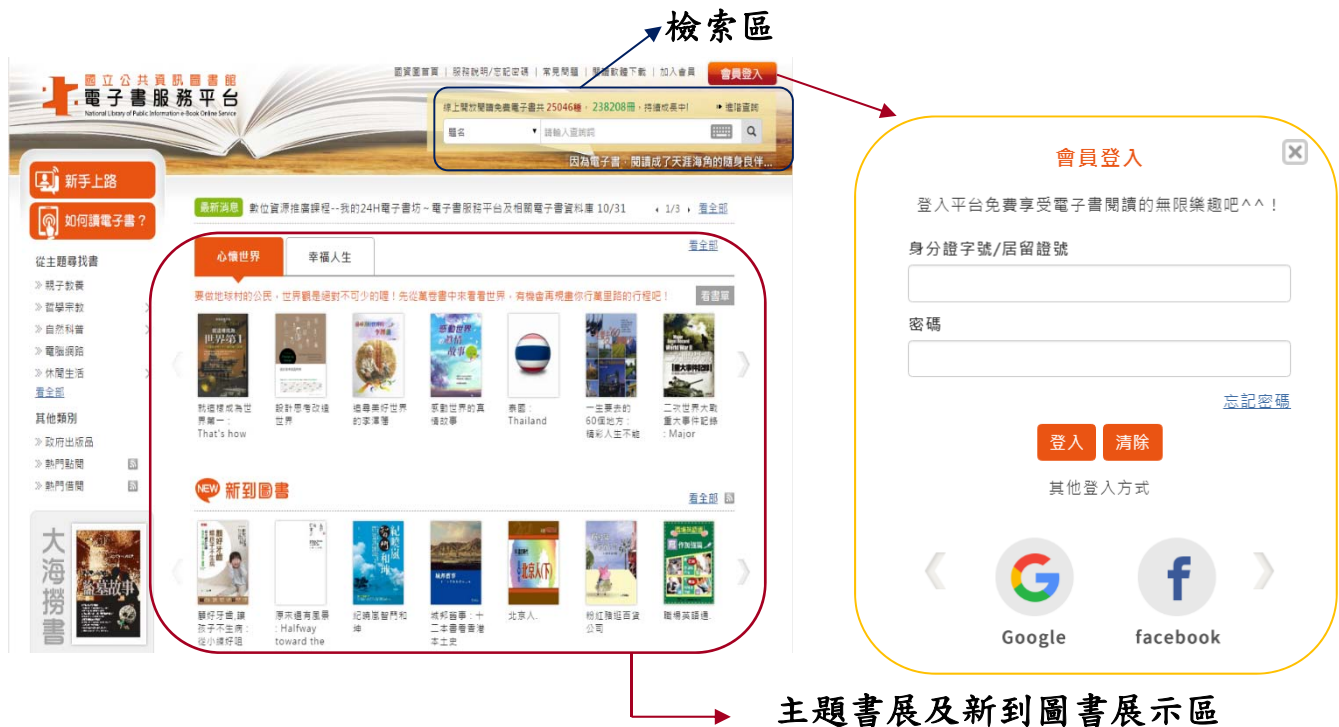 檢索區
國立公共資訊圖書館
電子書服務平台
National Library of Public Information e-Book Online Service
國資圖首頁 | 服務說明/忘記密碼 | 常見問題 | 閱讀軟體下載 | 加入會員
會員登入
線上開放閱讀免費電子書共 25046種，238208冊，持續成長中!
進階查詢
題名
請輸入查詢詞
因為電子書，閱讀成了天涯海角的隨身良伴...
新手上路
如何讀電子書？
從主題尋找書
親子教養
哲學宗教
自然科普
電腦網路
休閒生活
看全部
其他類別
政府出版品
熱門點閱
熱門借閱
大海撈書
盜墓故事
最新消息
數位資源推廣課程--我的24H電子書坊~電子書服務平台及相關電子書資料庫 10/31
1/3
看全部
心懷世界
幸福人生
看全部
要做地球村的公民，世界觀是絕對不可少的哩！先從萬卷書中來看看世界，有機會再規畫你行萬里路的行程吧！
看書單
就這樣成為世界第一 :
That's how
設計思考改造世界
追尋美好世界的李澤藩
感動世界的真情故事
泰國 :
Thailand
一生要去的60個地方 :
精彩人生不能
二次世界大戰重大事件記錄
: Major
NEW 新到圖書
看全部
顧好牙齒,讓孩子不生病 :
從小練好咀
原來還有風景
: Halfway
toward the
紀曉嵐智鬥和珅
城邦舊事 : 十二本書看香港本土史
北京人.
粉紅豬逛百貨公司
職場英語通.
會員登入
登入平台免費享受電子書閱讀的無限樂趣吧^^！
身分證字號/居留證號
密碼
忘記密碼
登入
清除
其他登入方式
Google
facebook
主題書展及新到圖書展示區